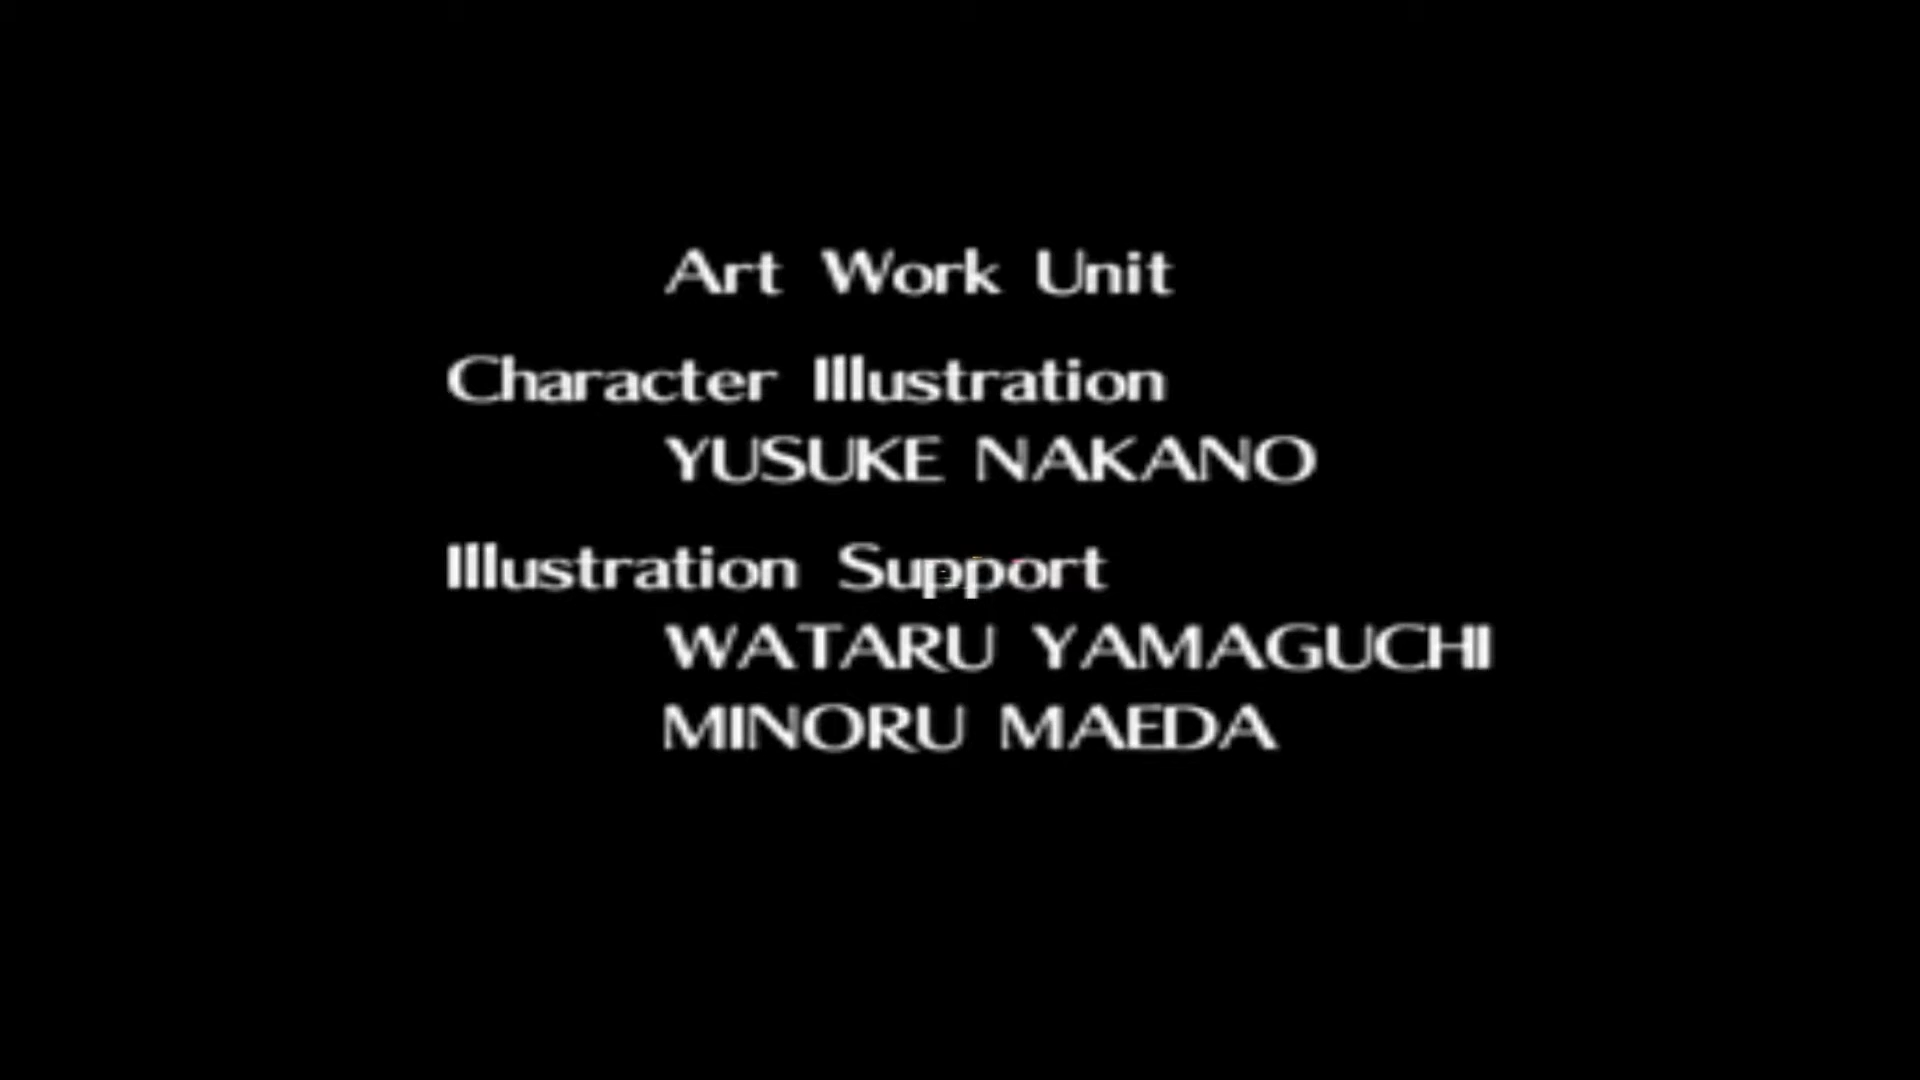 Art Work Unit
Character Illustration
YUSUKE NAKANO
Illustration Support
WATARU YAMAGUCHI
MINORU MAEDA